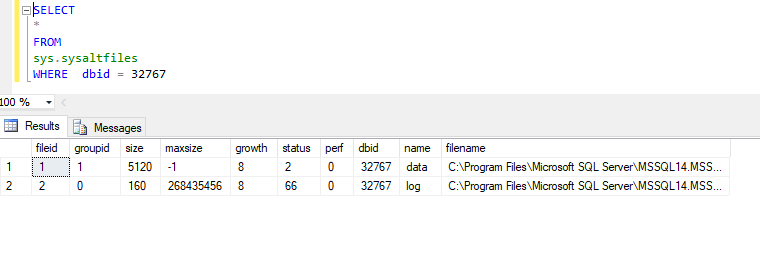 SELECT
*
FROM
sys.sysaltfiles
WHERE dbid = 32767
100 %
Results Messages
fileid groupid size maxsize growth status perf dbid name filename
1 1 1 5120 -1 8 2 0 32767 data C:\Program Files\Microsoft SQL Server\MSSQL14.MSS...
2 2 0 160 268435456 8 66 0 32767 log C:\Program Files\Microsoft SQL Server\MSSQL14.MSS...